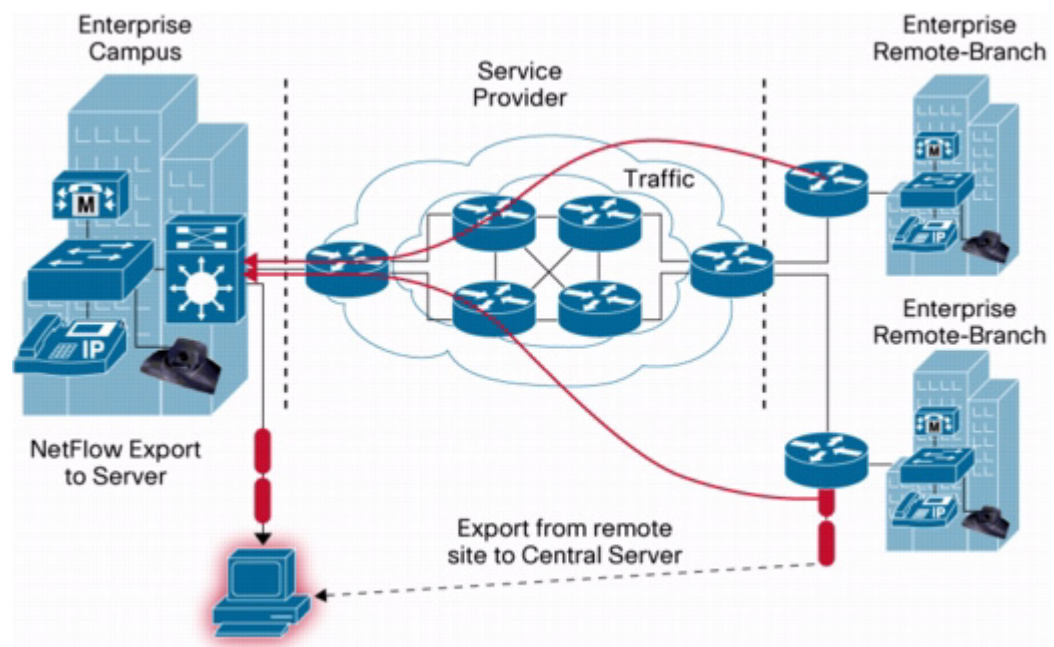 Enterprise
Campus
Service
Provider
Enterprise
Remote-Branch
Traffic
M
M
IP
IP
Enterprise
Remote-Branch
M
IP
NetFlow Export
to Server
Export from remote
site to Central Server